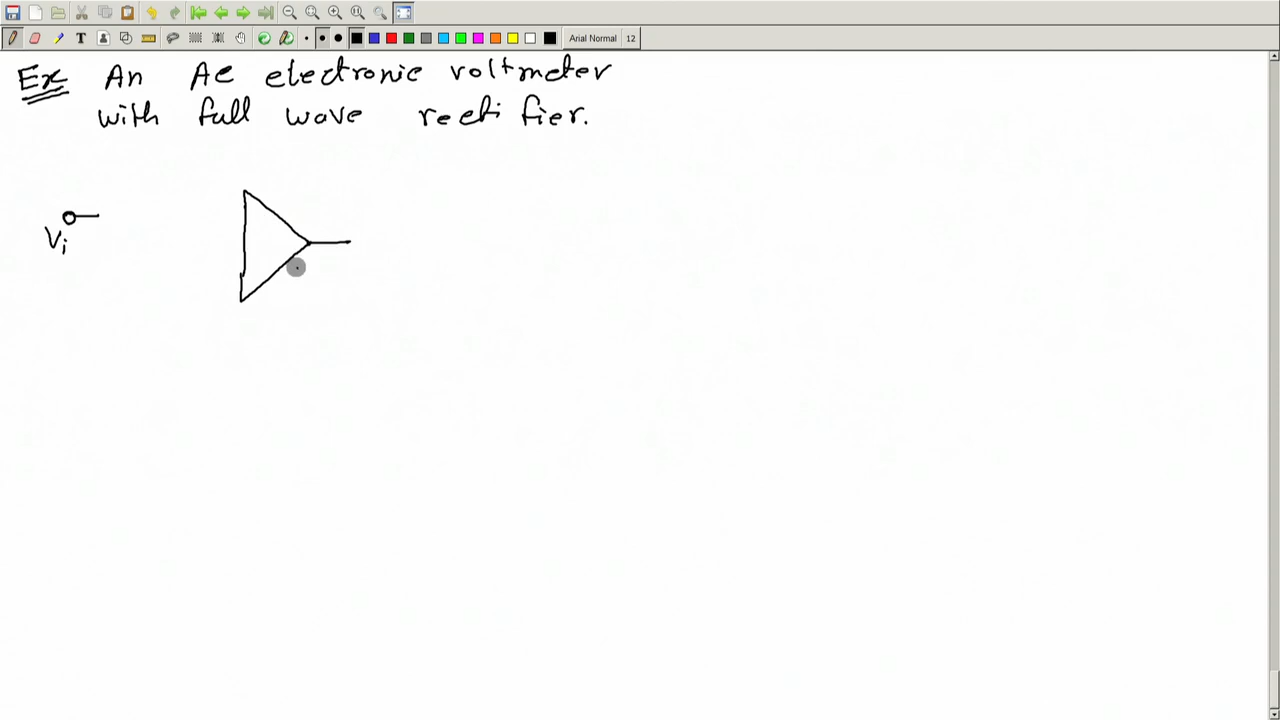 Arial Normal 12
Ex An AC electronic voltmeter
with full wave rectifier.
Vi